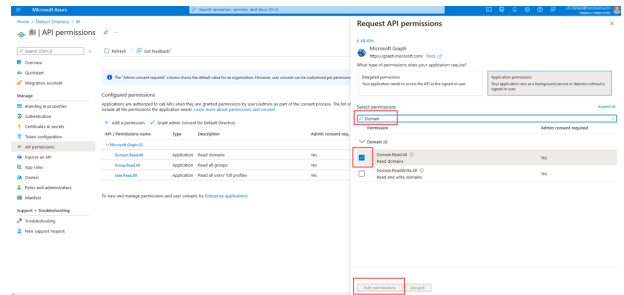 Microsoft Azure
Search resources, services, and docs (G+/)
Home > Default Directory > BI
BI | API permissions
Search (Ctrl+/)
Overview
Quickstart
Integration assistant
Manage
Branding & properties
Authentication
Certificates & secrets
Token configuration
API permissions
Expose an API
App roles
Owners
Roles and administrators
Manifest
Support + Troubleshooting
Troubleshooting
New support request
Refresh
Got feedback?
The "Admin consent required" column shows the default value for an organization. However, user consent can be customized per permission
Configured permissions
Applications are authorized to call APIs when they are granted permissions by users/admins as part of the consent process. The list of
include all the permissions the application needs. Learn more about permissions and consent
Add a permission
Grant admin consent for Default Directory
API / Permissions name Type Description Admin consent req...
Microsoft Graph (3)
Domain.Read.All Application Read domains Yes
Group.Read.All Application Read all groups Yes
User.Read.All Application Read all users' full profiles Yes
To view and manage permissions and user consent, try Enterprise applications.
Request API permissions
All APIs
Microsoft Graph
https://graph.microsoft.com/ Docs
What type of permissions does your application require?
Delegated permissions
Your application needs to access the API as the signed-in user.
Application permissions
Your application runs as a background service or daemon without a
signed-in user.
Select permissions
expand all
Domain
Permission Admin consent required
Domain (1)
Domain.Read.All Yes
Read domains
Domain.ReadWrite.All Yes
Read and write domains
Add permissions
Discard